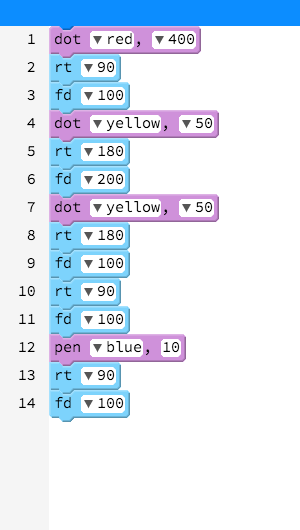 1 dot ▼red, ▼400
2 rt ▼90
3 fd ▼100
4 dot ▼yellow, ▼50
5 rt ▼180
6 fd ▼200
7 dot ▼yellow, ▼50
8 rt ▼180
9 fd ▼100
10 rt ▼90
11 fd ▼100
12 pen ▼blue, 10
13 rt ▼90
14 fd ▼100